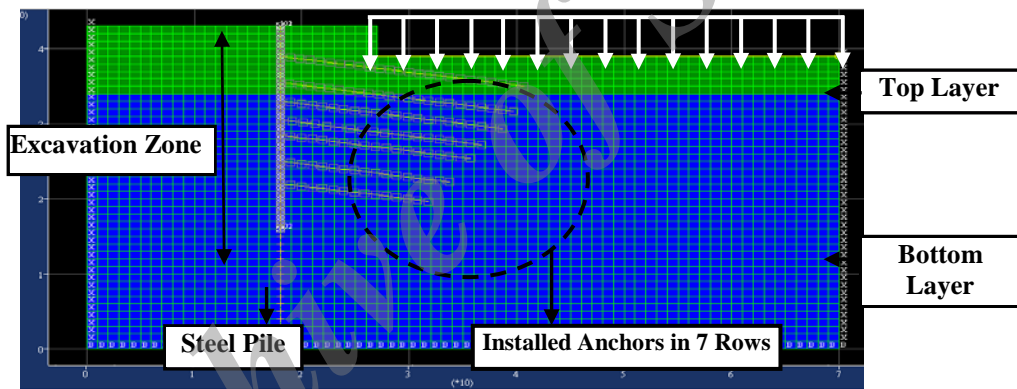 Top Layer
Excavation Zone
Bottom
Layer
Steel Pile
Installed Anchors in 7 Rows
4
2
1
0
0 1 2 3 4 5 6 7
(*10)